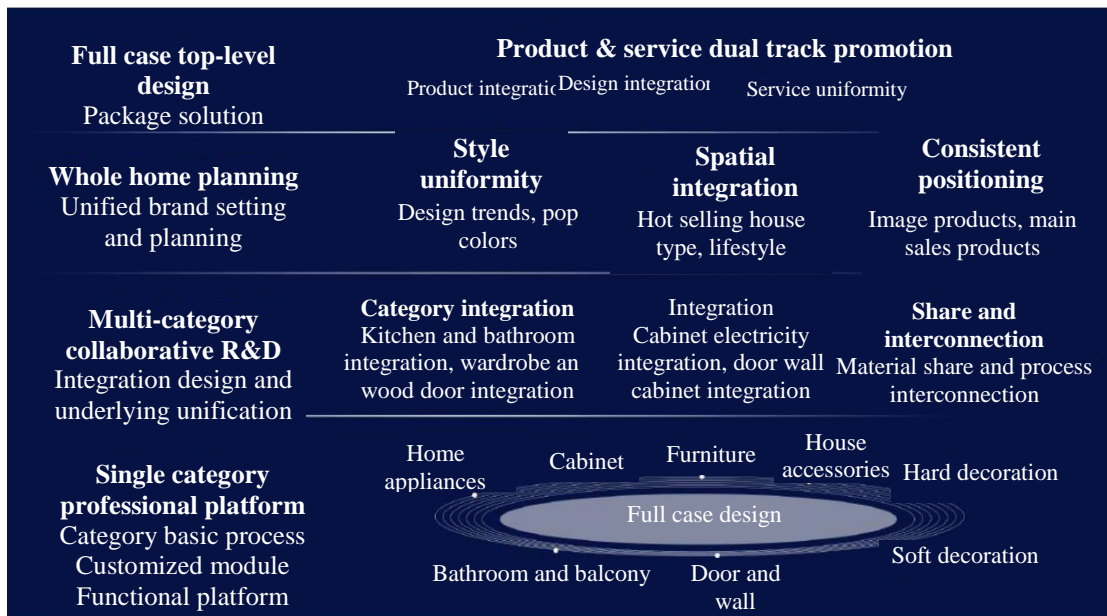 Full case top-level
design
Package solution
Product & service dual track promotion
Product integratio
Design integration
Service uniformity
Whole home planning
Unified brand setting
and planning
Style
uniformity
Design trends, pop
colors
Spatial
integration
Hot selling house
type, lifestyle
Consistent
positioning
Image products, main
sales products
Multi-category
collaborative R&D
Integration design and
underlying unification
Category integration
Kitchen and bathroom
integration, wardrobe an
wood door integration
Integration
Cabinet electricity
integration, door wall
cabinet integration
Share and
interconnection
Material share and process
interconnection
Single category
professional platform
Category basic process
Customized module
Functional platform
Home
appliances
Cabinet
Furniture
House
accessories
Hard decoration
Full case design
Soft decoration
Bathroom and balcony
Door and
wall